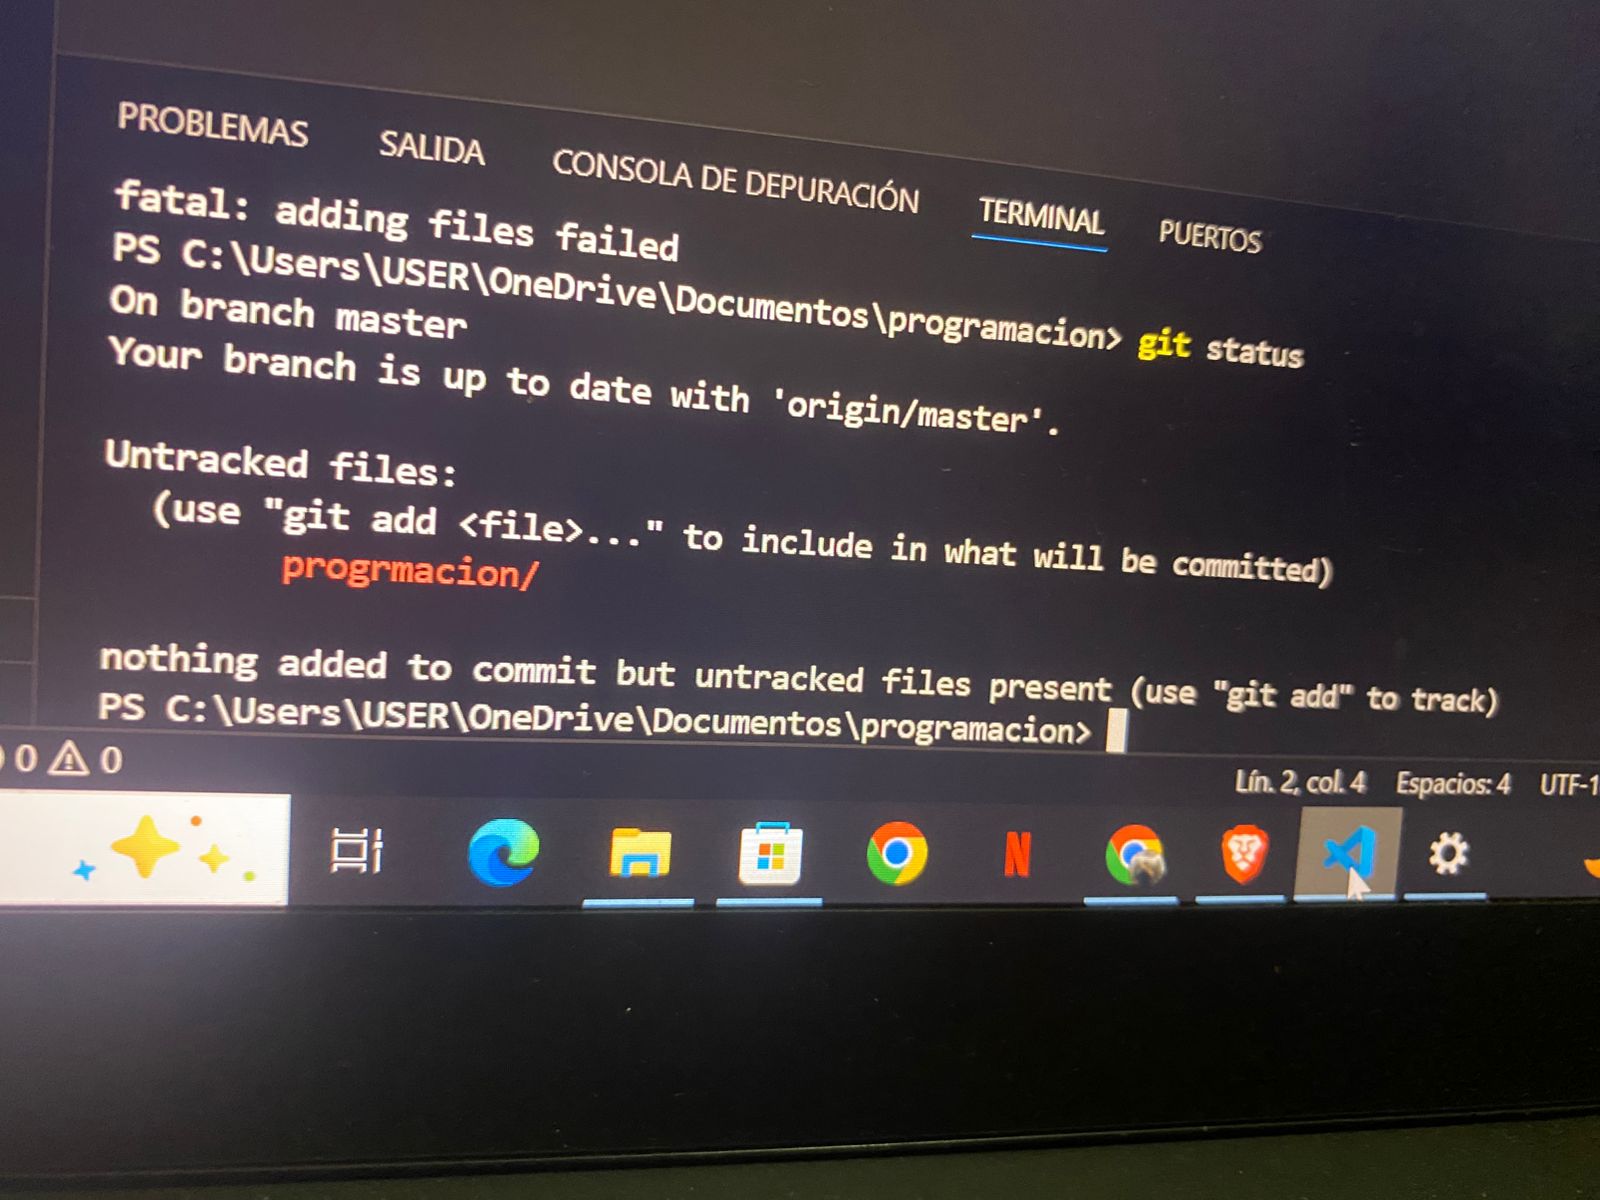 PROBLEMAS SALIDA CONSOLA DE DEPURACIÓN TERMINAL PUERTOS
fatal: adding files failed
PS C:\Users\USER\OneDrive\Documentos\programacion> git status
On branch master
Your branch is up to date with 'origin/master'.
Untracked files:
(use "git add <file>..." to include in what will be committed)
progrmacion/
nothing added to commit but untracked files present (use "git add" to track)
PS C:\Users\USER\OneDrive\Documentos\programacion>
0 0 Lín. 2, col. 4 Espacios: 4
N